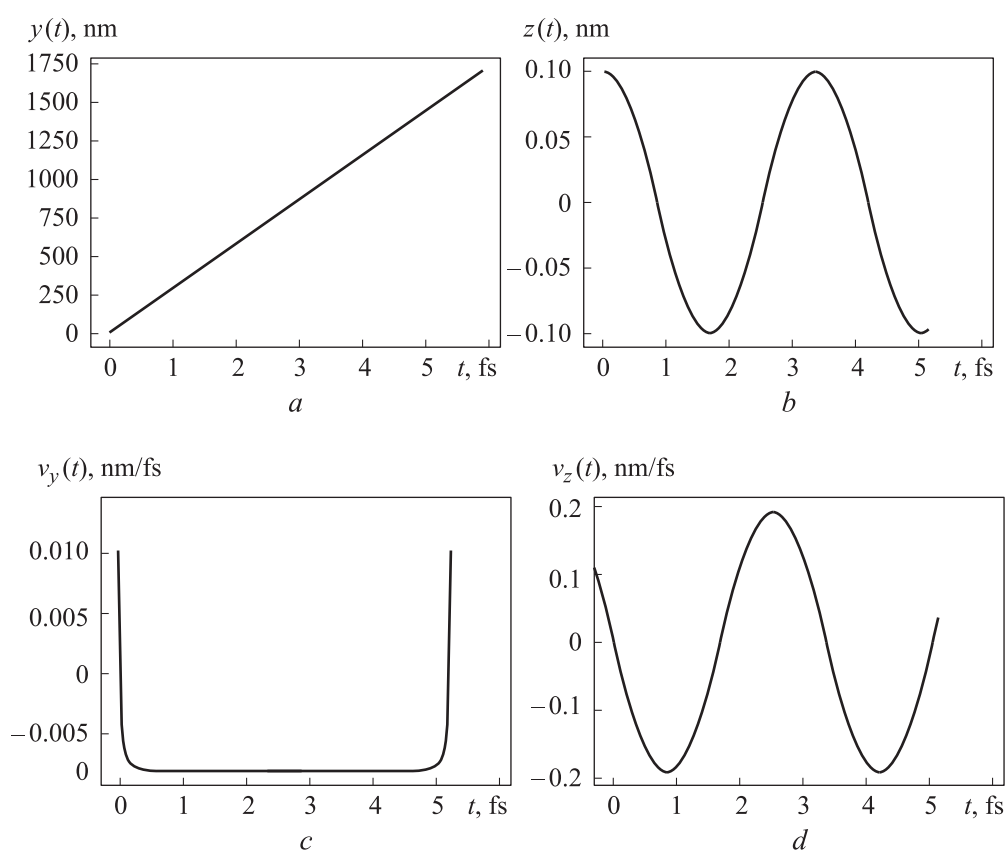 y(t), nm
1750
1500
1250
1000
750
500
250
0
0 1 2 3 4 5 t, fs
a
z(t), nm
0.10
0.05
0
−0.05
−0.10
0 1 2 3 4 5 t, fs
b
v_y(t), nm/fs
0.010
0.005
0
−0.005
0
0 1 2 3 4 5 t, fs
c
v_z(t), nm/fs
0.2
0.1
0
−0.1
−0.2
0 1 2 3 4 5 t, fs
d